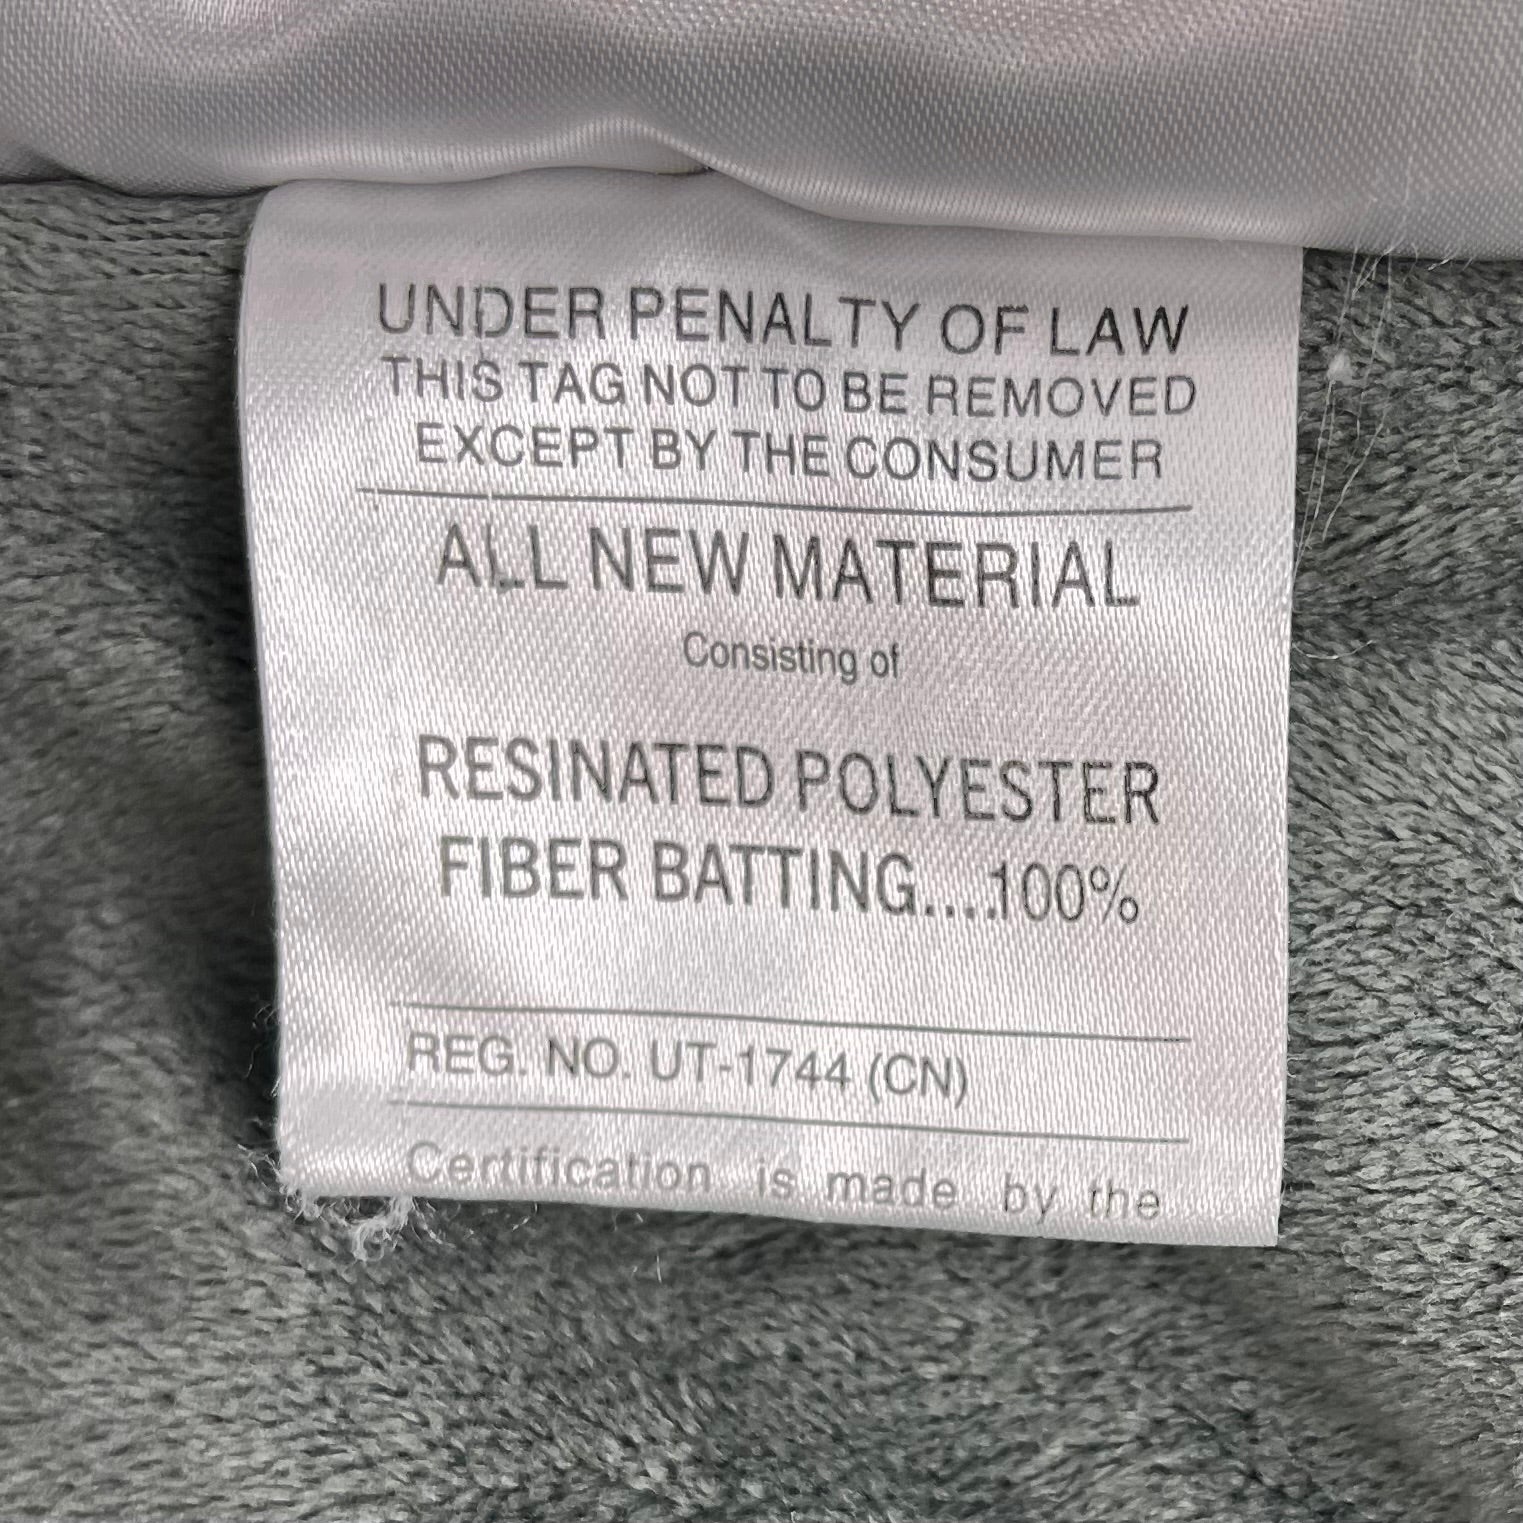 UNDER PENALTY OF LAW
THIS TAG NOT TO BE REMOVED
EXCEPT BY THE CONSUMER
ALL NEW MATERIAL
Consisting of
RESINATED POLYESTER
FIBER BATTING....100%
REG. NO. UT-1744 (CN)
Certification is made by the